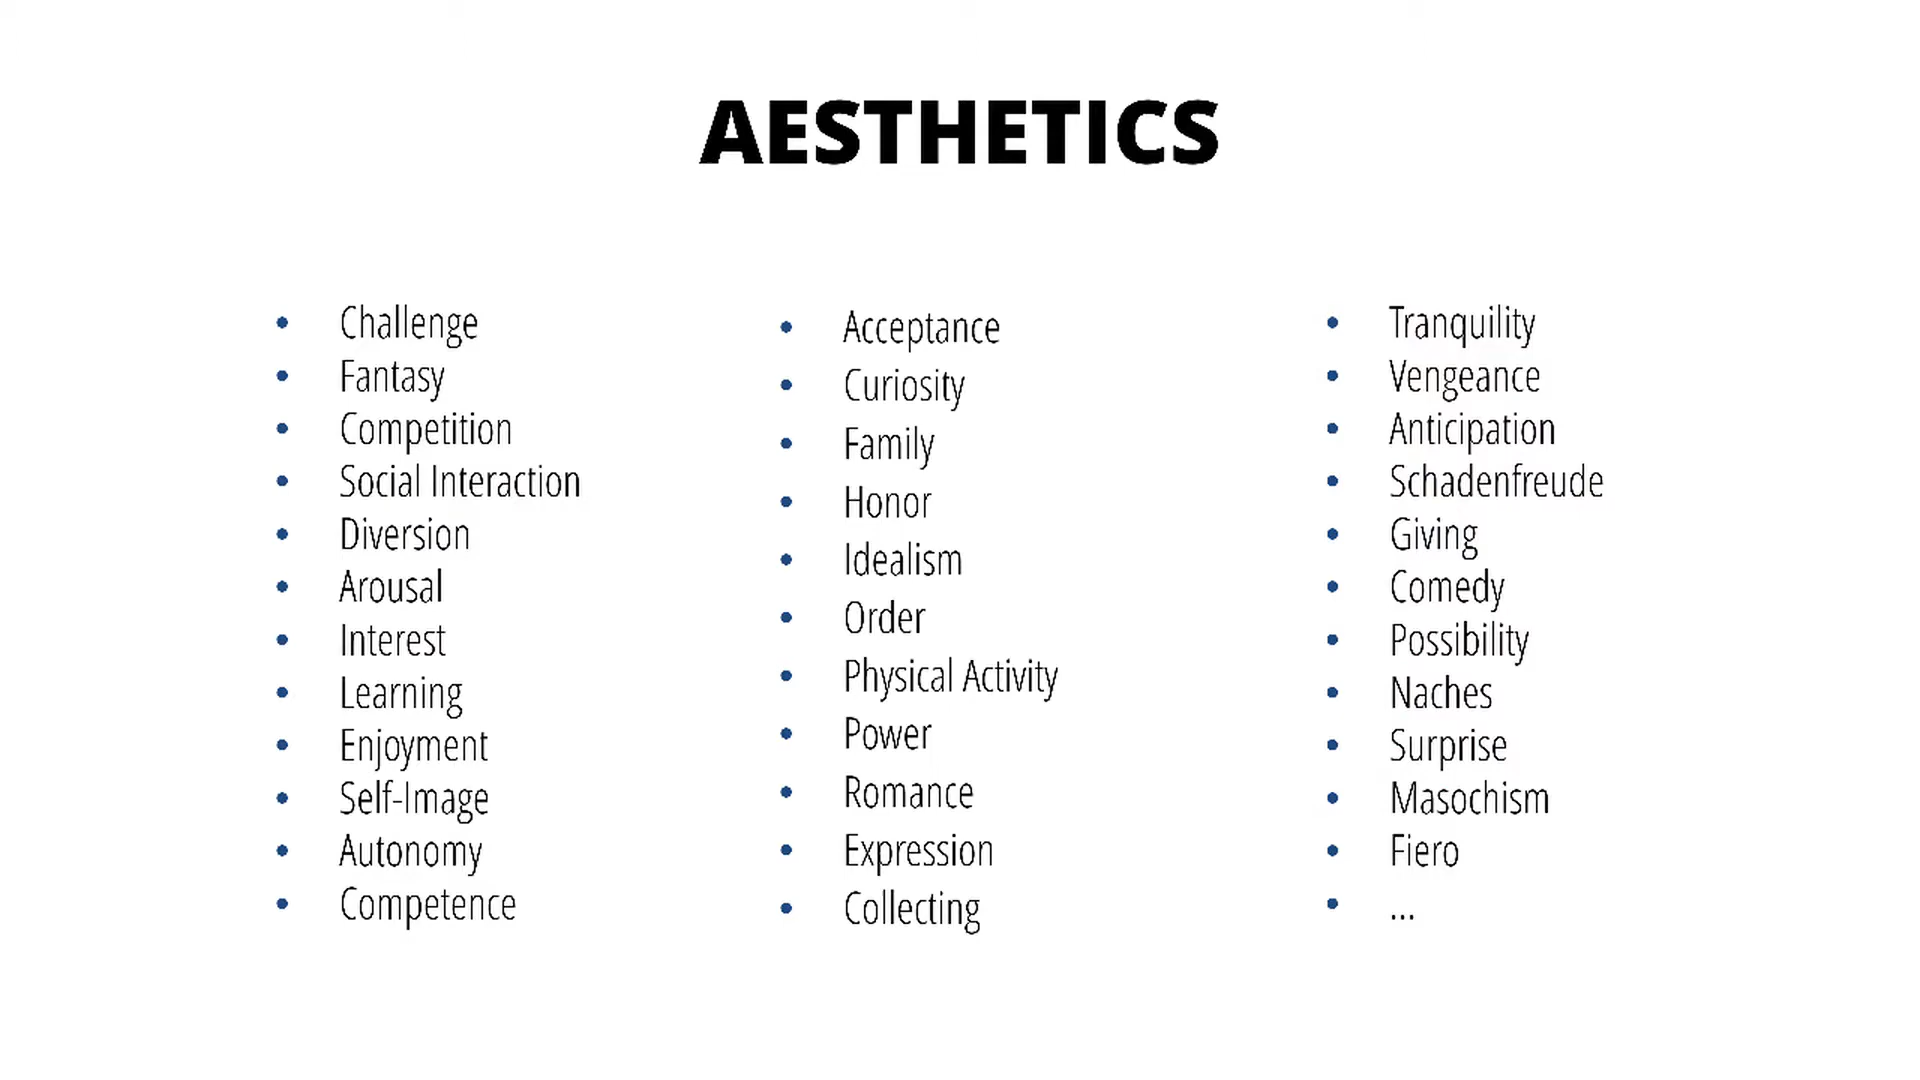 AESTHETICS
• Challenge
• Fantasy
• Competition
• Social Interaction
• Diversion
• Arousal
• Interest
• Learning
• Enjoyment
• Self-Image
• Autonomy
• Competence
• Acceptance
• Curiosity
• Family
• Honor
• Idealism
• Order
• Physical Activity
• Power
• Romance
• Expression
• Collecting
• Tranquility
• Vengeance
• Anticipation
• Schadenfreude
• Giving
• Comedy
• Possibility
• Naches
• Surprise
• Masochism
• Fiero
• ...